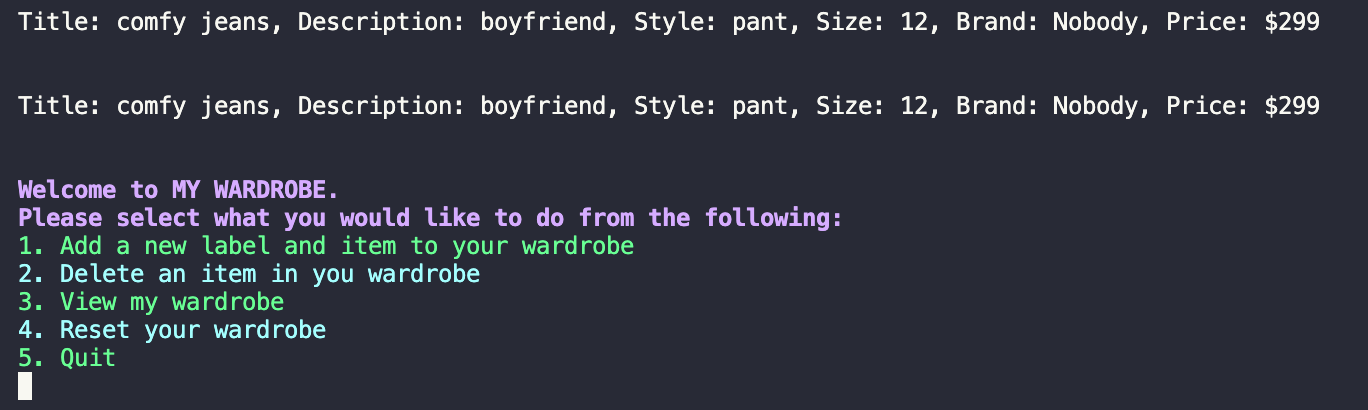 Title: comfy jeans, Description: boyfriend, Style: pant, Size: 12, Brand: Nobody, Price: $299
Title: comfy jeans, Description: boyfriend, Style: pant, Size: 12, Brand: Nobody, Price: $299
Welcome to MY WARDROBE.
Please select what you would like to do from the following:
1. Add a new label and item to your wardrobe
2. Delete an item in you wardrobe
3. View my wardrobe
4. Reset your wardrobe
5. Quit